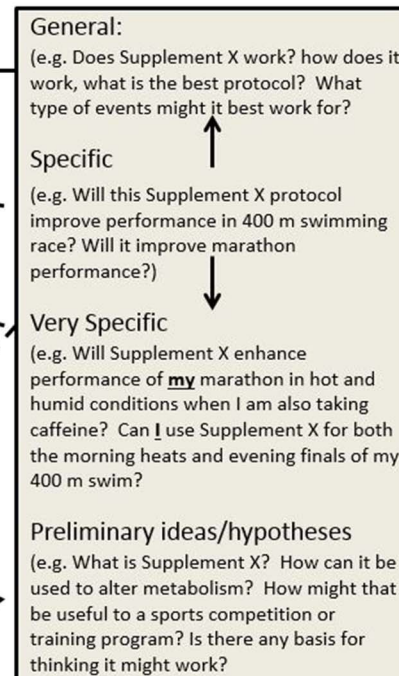 General:
(e.g. Does Supplement X work? how does it
work, what is the best protocol?  What
type of events might it best work for?
Specific
(e.g. Will this Supplement X protocol
improve performance in 400 m swimming
race? Will it improve marathon
performance?)
Very Specific
(e.g. Will Supplement X enhance
performance of my marathon in hot and
humid conditions when I am also taking
caffeine?  Can I use Supplement X for both
the morning heats and evening finals of my
400 m swim?
Preliminary ideas/hypotheses
(e.g. What is Supplement X?  How can it be
used to alter metabolism?  How might that
be useful to a sports competition or
training program? Is there any basis for
thinking it might work?